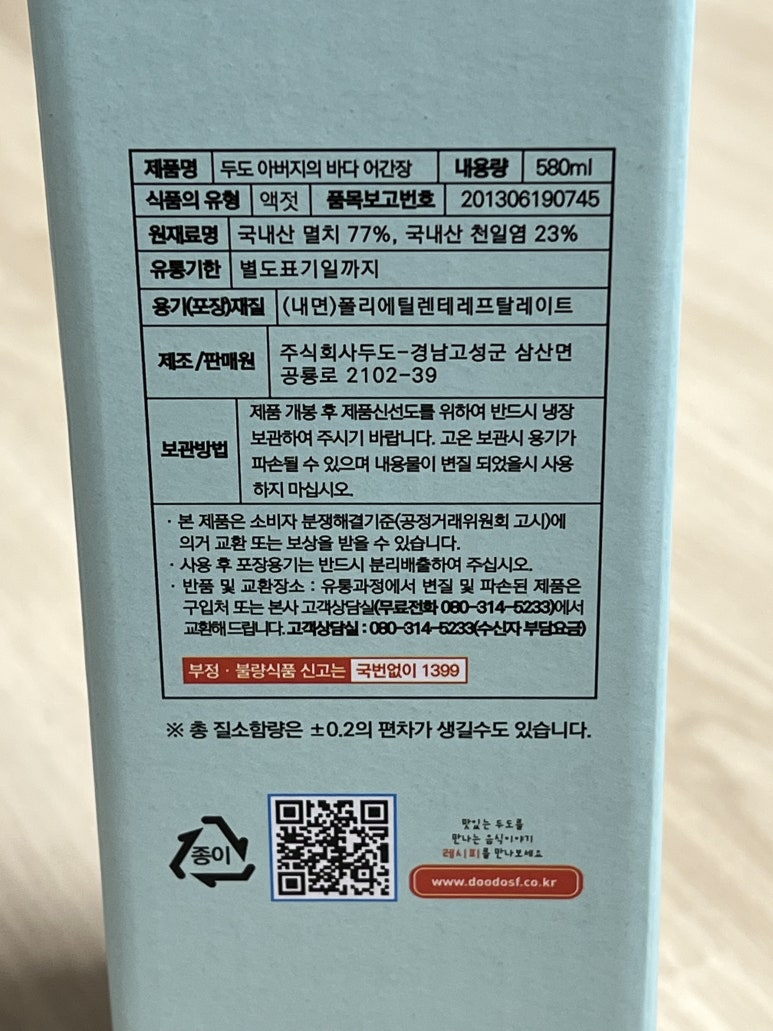 제품명 두도 아버지의 바다 어간장 내용량 580ml
식품의 유형 액젓 품목보고번호 201306190745
원재료명 국내산 멸치 77%, 국내산 천일염 23%
유통기한 별도표기일까지
용기(포장)재질 (내면)폴리에틸렌테레프탈레이트
제조/판매원 주식회사두도-경남고성군 삼산면
공룡로 2102-39
보관방법 제품 개봉 후 제품신선도를 위하여 반드시 냉장
보관하여 주시기 바랍니다. 고온 보관시 용기가
파손될 수 있으며 내용물이 변질 되었을시 사용
하지 마십시오.
· 본 제품은 소비자 분쟁해결기준(공정거래위원회 고시)에
의거 교환 또는 보상을 받을 수 있습니다.
· 사용 후 포장용기는 반드시 분리배출하여 주십시오.
· 반품 및 교환장소 : 유통과정에서 변질 및 파손된 제품은
구입처 또는 본사 고객상담실(무료전화 080-314-5233)에서
교환해드립니다. 고객상담실 : 080-314-5233(수신자 부담요금)
부정 · 불량식품 신고는 국번없이 1399
※ 총 질소함량은 ±0.2의 편차가 생길수도 있습니다.
종이
맛있는 두도를
만나는 음식이야기
레시피를 만나보세요
www.doodosf.co.kr